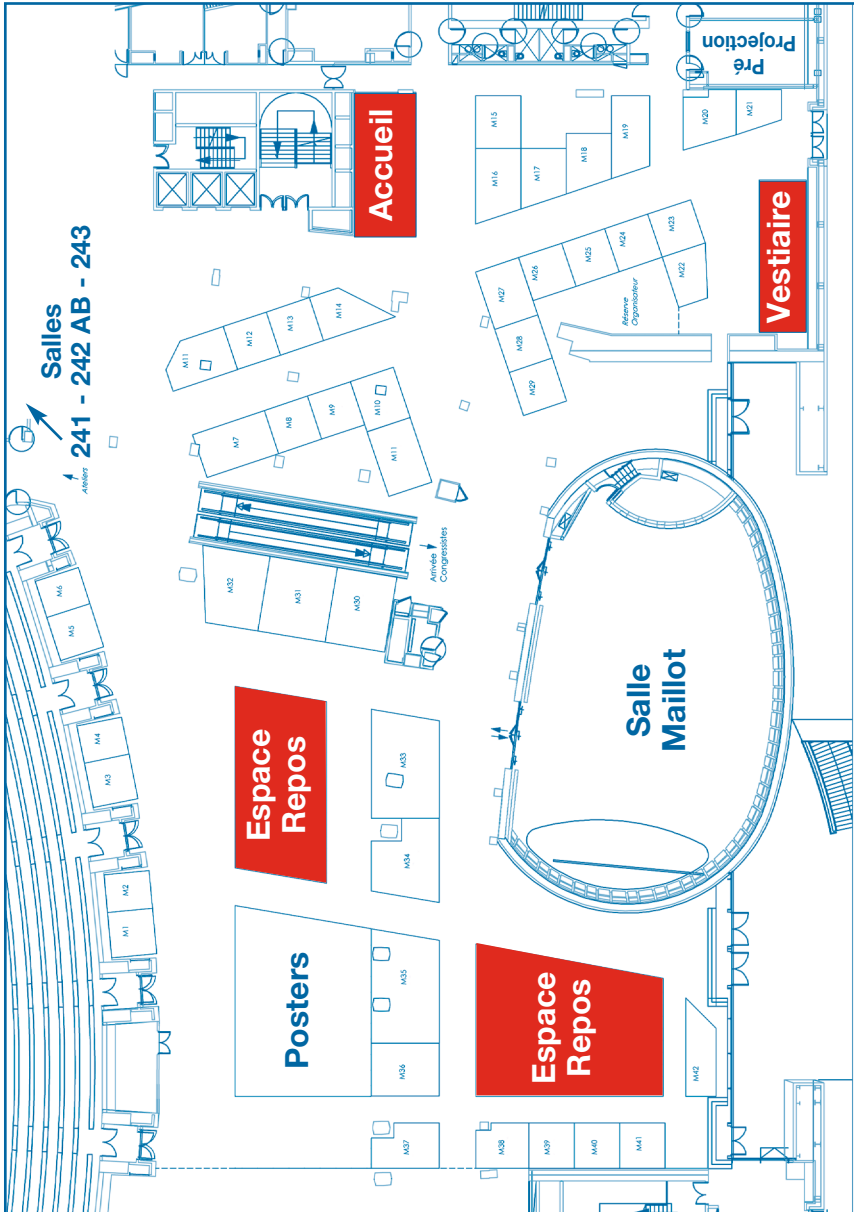 Pré
Projection
Accueil
M15
M16
M17
M18
M19
M20
M21
Salles
241 - 242 AB - 243
Ateliers
Vestiaire
M23
M24
M25
M26
M27
M22
Réserve
Organisateur
M28
M29
M14
M13
M12
M11
M10
M9
M8
M7
M11
Arrivée
Congressistes
M32
M31
M30
M6
M5
M4
M3
M2
M1
Espace
Repos
M33
M34
Salle
Maillot
Posters
M35
M36
Espace
Repos
M42
M37
M38
M39
M40
M41